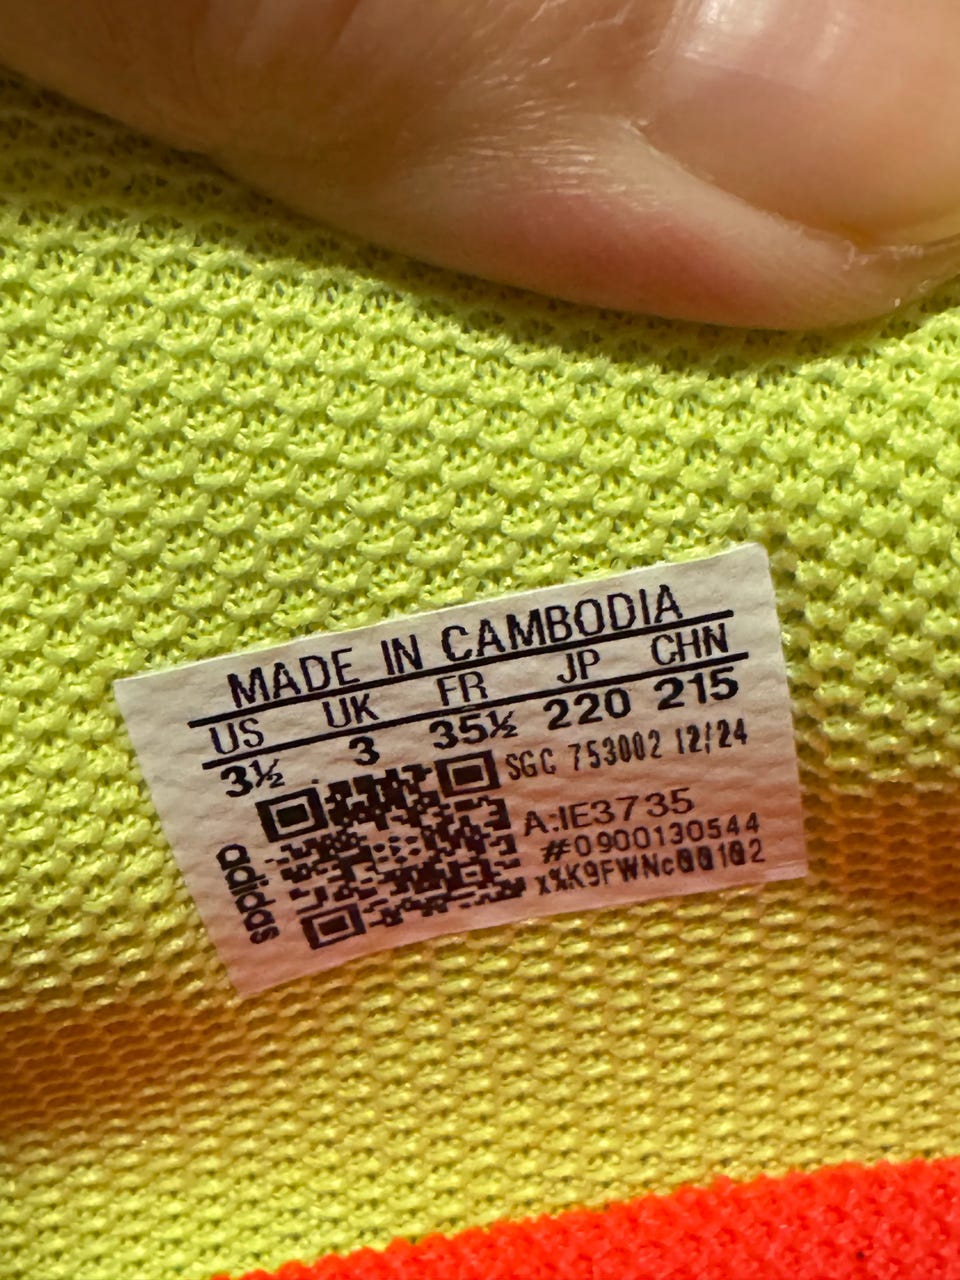 MADE IN CAMBODIA
US UK FR JP CHN
3½ 3 35½ 220 215
SGC 753002 12/24
A:IE3735
#0900130544
x%K9FWNc00102
adidas